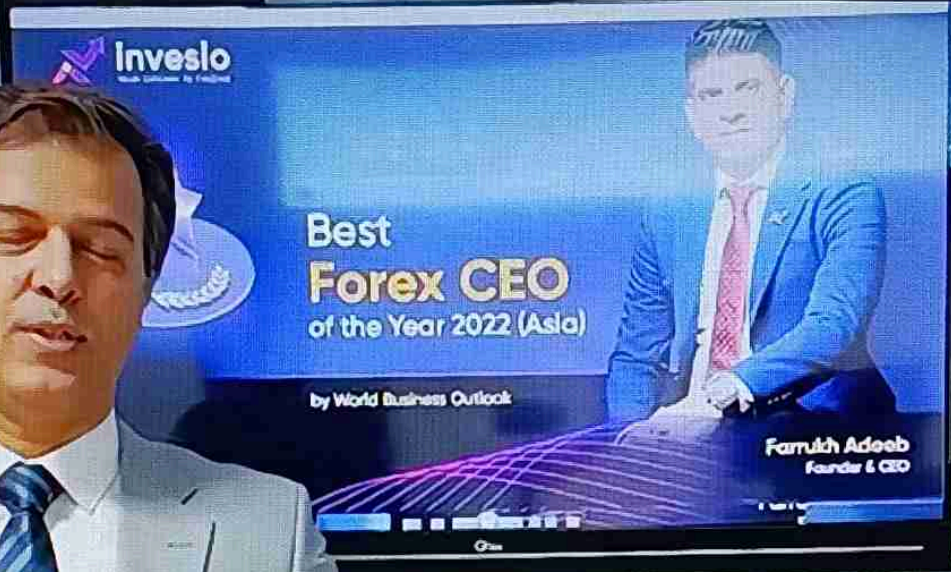 Inveslo
Best
Forex CEO
of the Year 2022 (Asia)
by World Business Outlook
Farrukh Adeeb
Founder & CEO